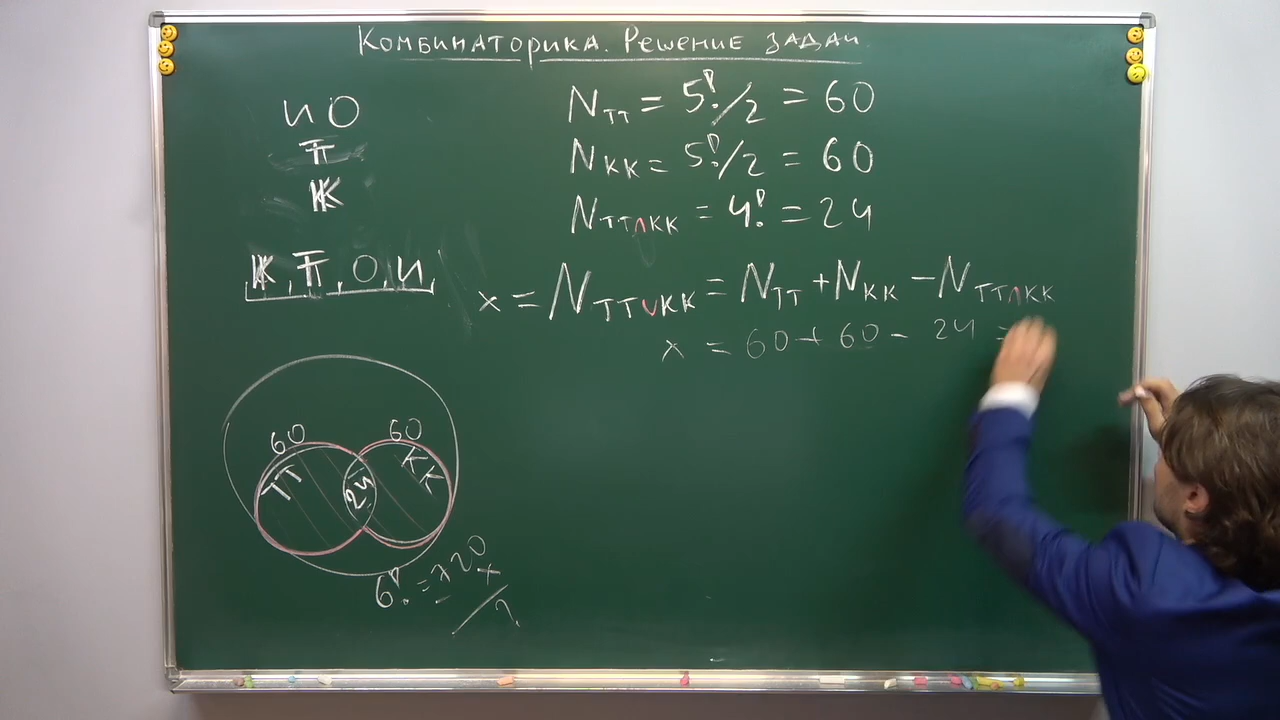 Комбинаторика. Решение задач
ИО
Т
К
К, Т, О, И
N_ТТ = 5!/2 = 60
N_КК = 5!/2 = 60
N_ТТ∧КК = 4! = 24
x = N_ТТ∪КК = N_ТТ + N_КК − N_ТТ∧КК
x = 60 + 60 − 24 =
60
60
ТТ
24
КК
6! = 720
x
?